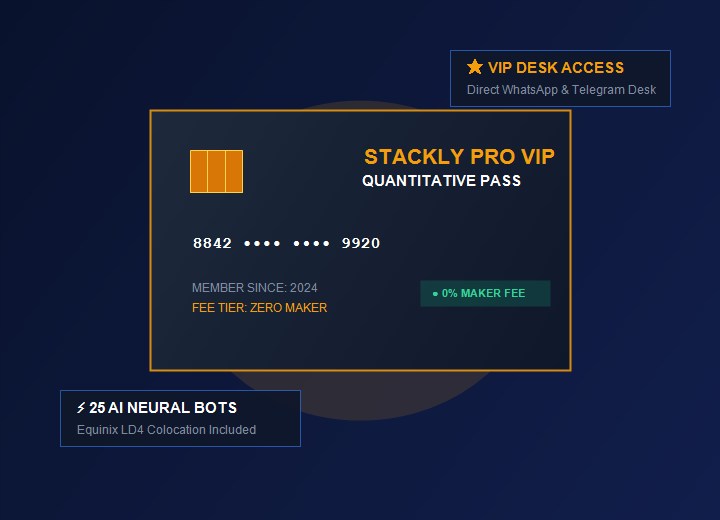 ★ VIP DESK ACCESS
Direct WhatsApp & Telegram Desk
STACKLY PRO VIP
QUANTITATIVE PASS
8842 •••• •••• 9920
MEMBER SINCE: 2024
FEE TIER: ZERO MAKER
● 0% MAKER FEE
⚡ 25 AI NEURAL BOTS
Equinix LD4 Colocation Included